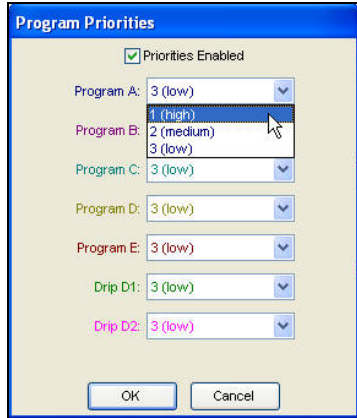 Program Priorities
Priorities Enabled
Program A: 3 (low)
1 (high)
Program B: 2 (medium)
3 (low)
Program C: 3 (low)
Program D: 3 (low)
Program E: 3 (low)
Drip D1: 3 (low)
Drip D2: 3 (low)
OK Cancel